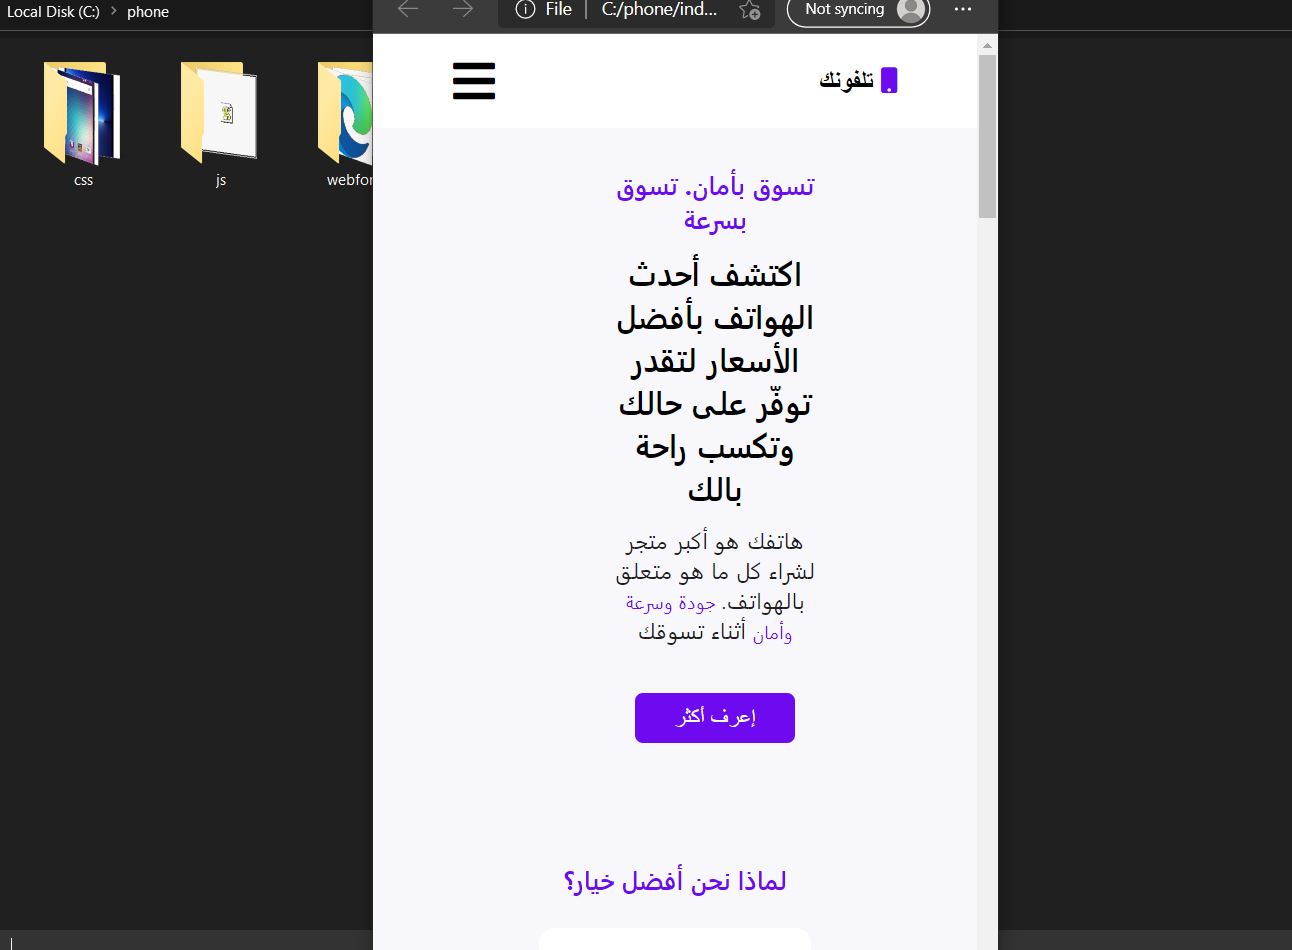 Local Disk (C:) > phone
File
C:/phone/ind...
Not syncing
css
js
webfor
تلفونك
تسوق بأمان. تسوق
بسرعة
اكتشف أحدث
الهواتف بأفضل
الأسعار لتقدر
توفّر على حالك
وتكسب راحة
بالك
هاتفك هو أكبر متجر
لشراء كل ما هو متعلق
بالهواتف. جودة وسرعة
وأمان أثناء تسوقك
إعرف أكثر
لماذا نحن أفضل خيار؟